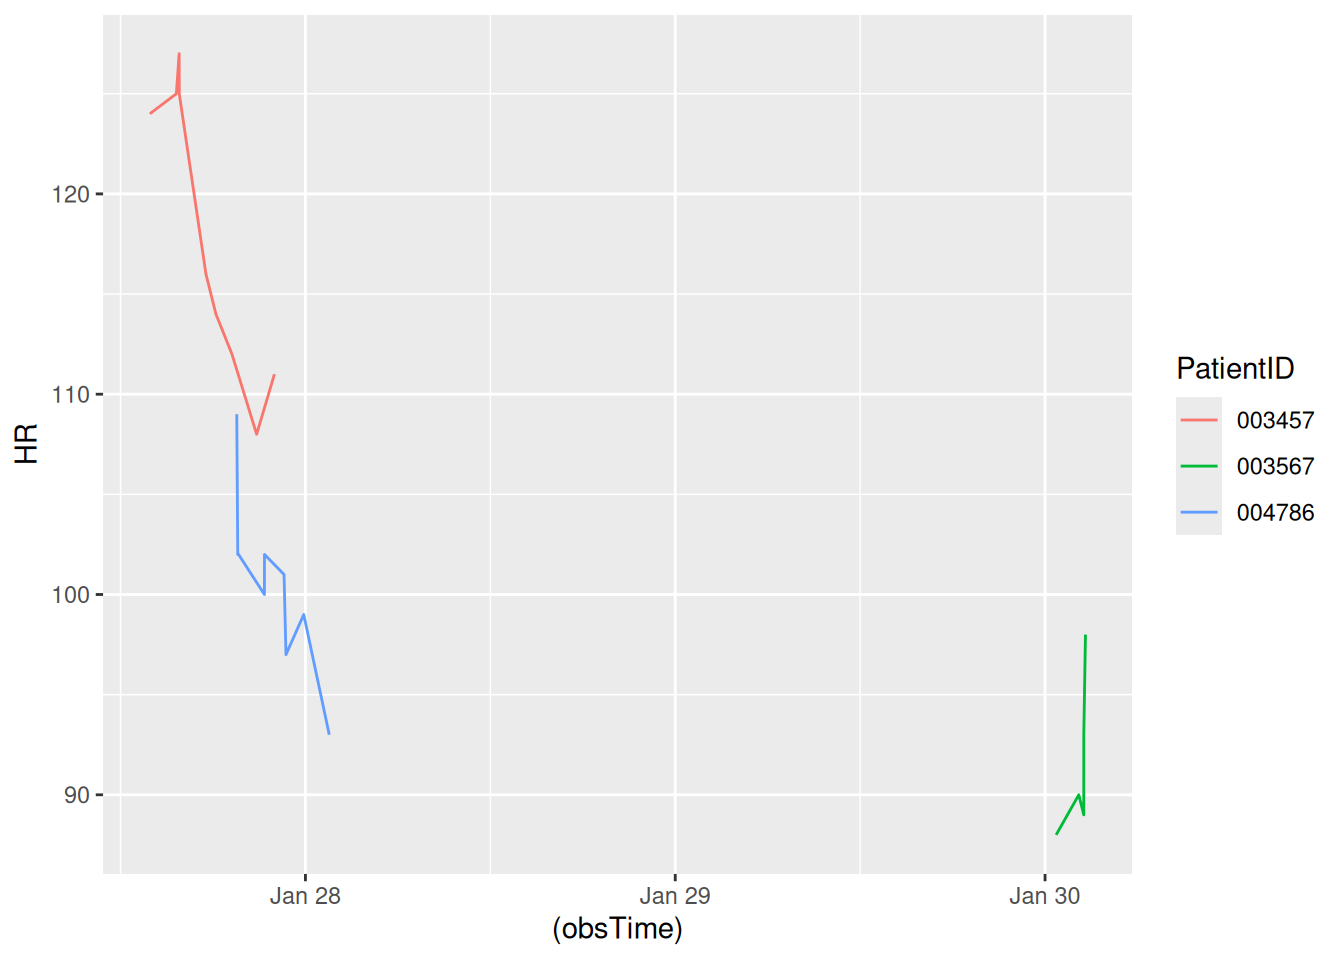 120
110
100
90
HR
Jan 28
Jan 29
Jan 30
(obsTime)
PatientID
003457
003567
004786